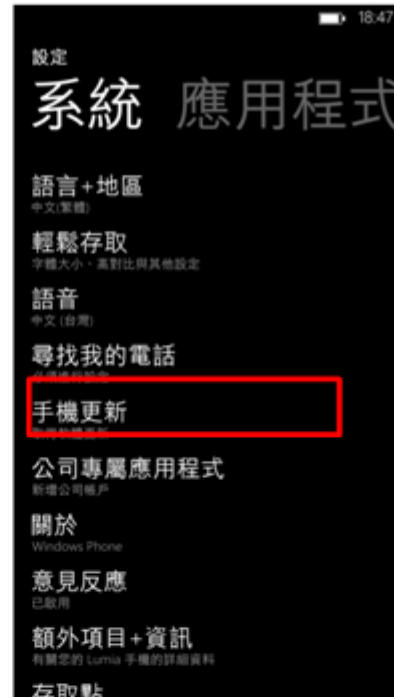 18:47
設定
系統 應用程式
語言+地區
中文(繁體)
輕鬆存取
字體大小、高對比與其他設定
語音
中文 (台灣)
尋找我的電話
手機更新
公司專屬應用程式
新增公司帳戶
關於
Windows Phone
意見反應
已啟用
額外項目+資訊
有關您的 Lumia 手機的詳細資料
存取點